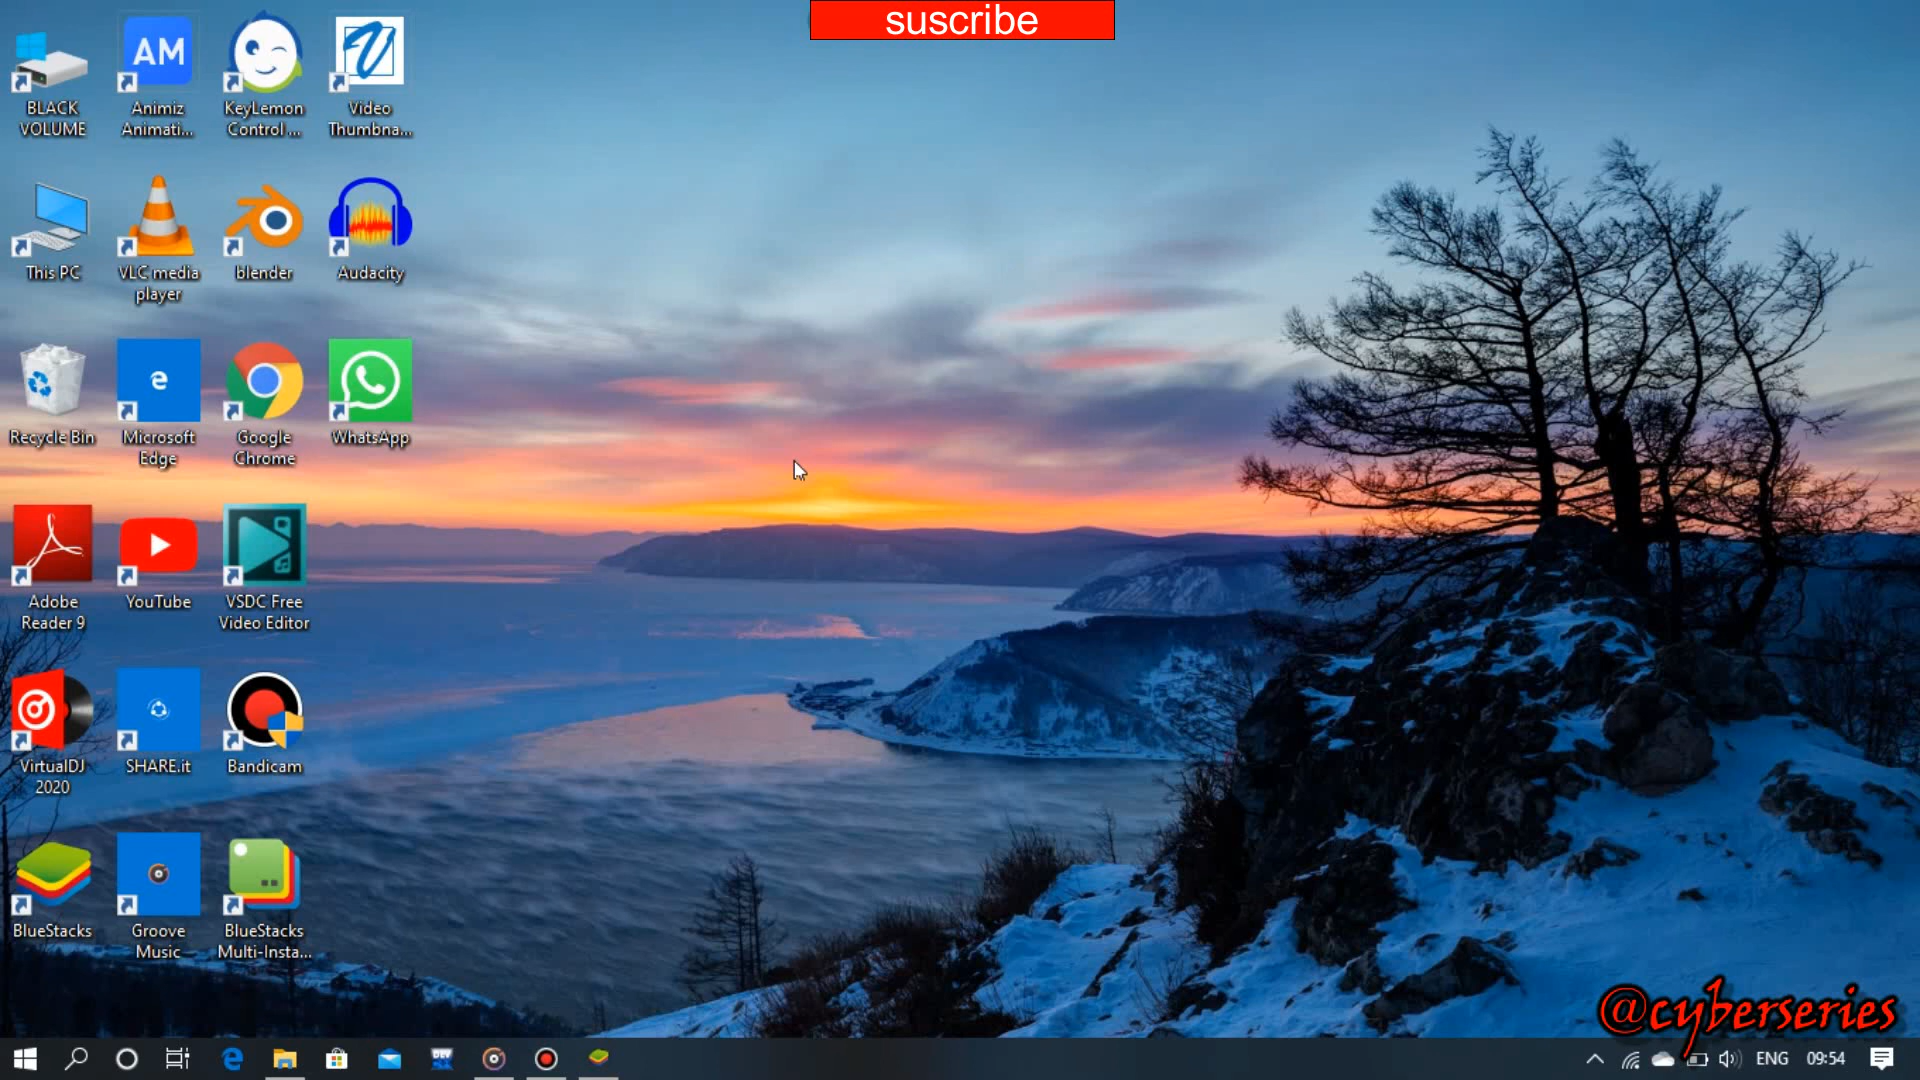 suscribe
BLACK
VOLUME
AM
Animiz
Animati...
KeyLemon
Control ...
V
Video
Thumbna...
This PC
VLC media
player
blender
Audacity
Recycle Bin
e
Microsoft
Edge
Google
Chrome
WhatsApp
Adobe
Reader 9
YouTube
VSDC Free
Video Editor
VirtualDJ
2020
SHARE.it
Bandicam
BlueStacks
Groove
Music
BlueStacks
Multi-Insta...
@cyberseries
DEV
ENG
09:54